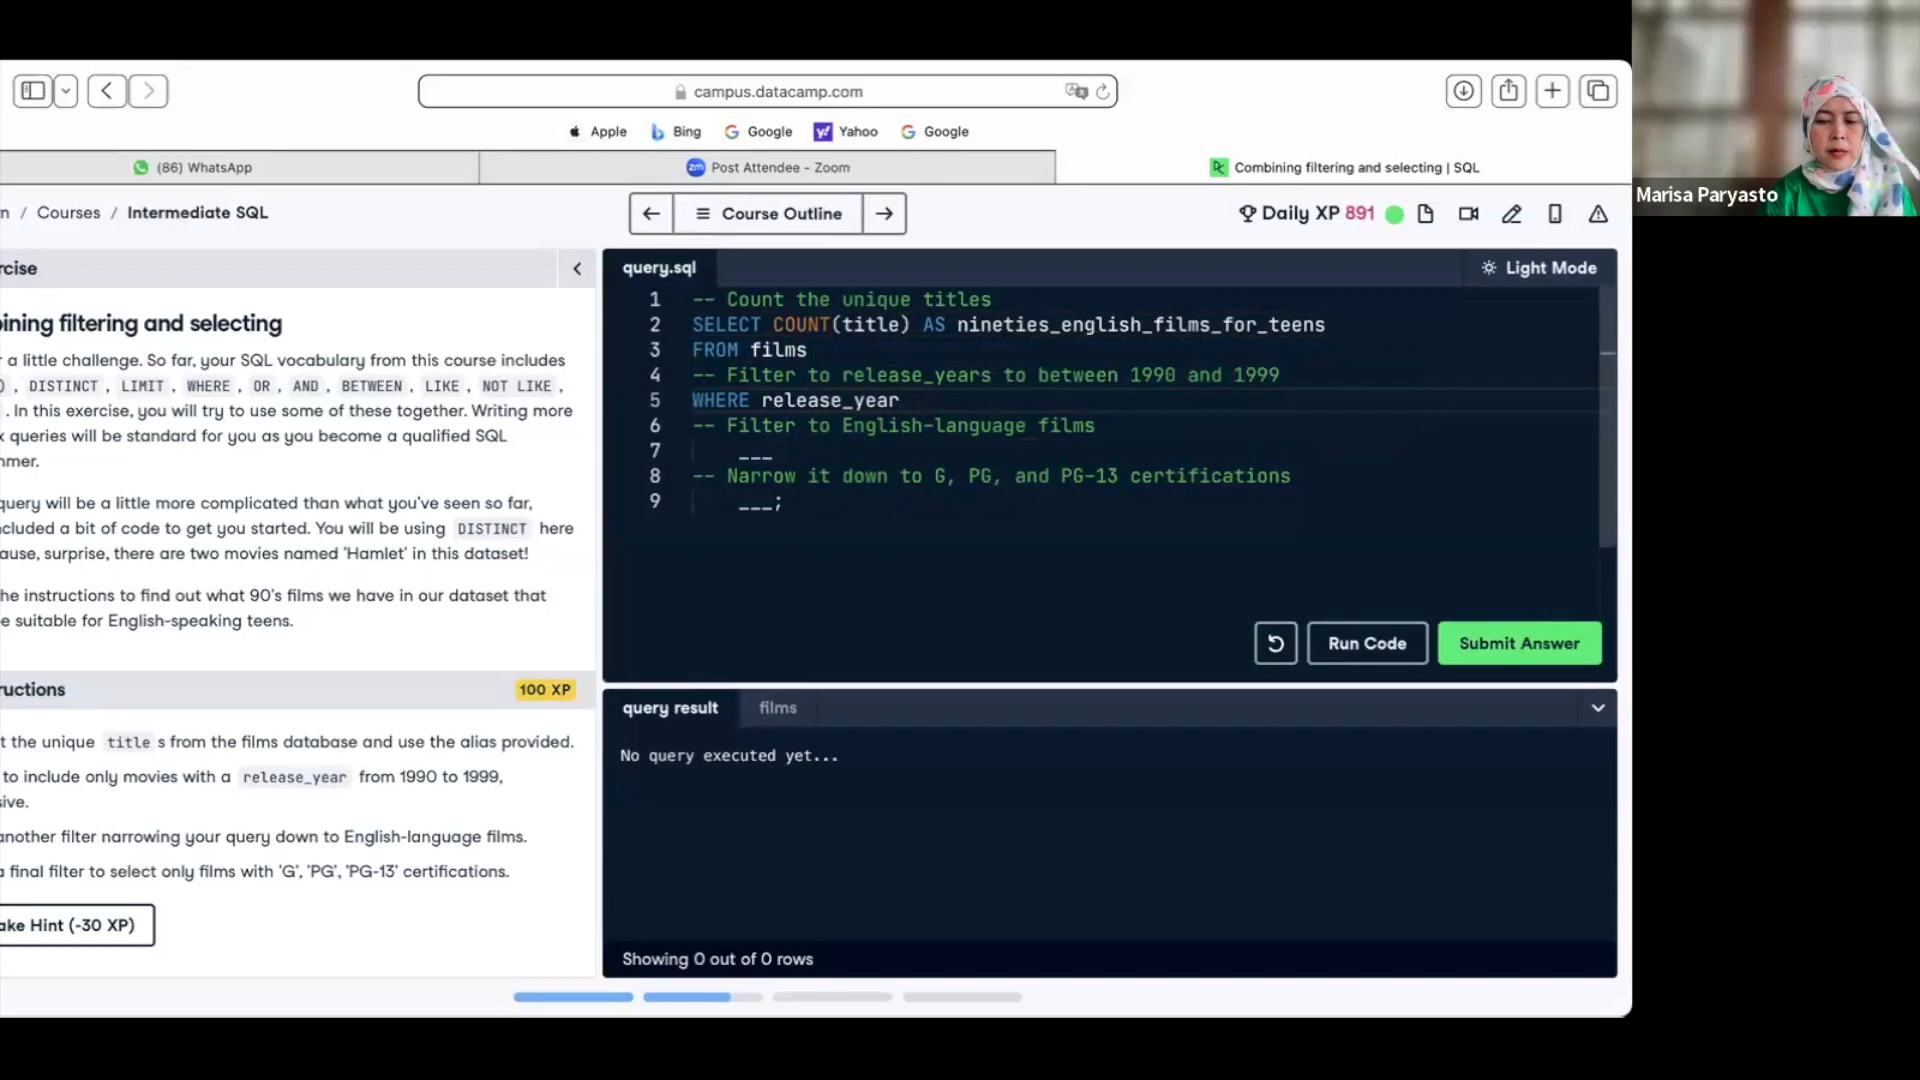 campus.datacamp.com
Apple Bing Google Yahoo Google
(86) WhatsApp
Post Attendee - Zoom
Combining filtering and selecting | SQL
Marisa Paryasto
n / Courses / Intermediate SQL
Course Outline
Daily XP 891
rcise
ining filtering and selecting
r a little challenge. So far, your SQL vocabulary from this course includes
), DISTINCT, LIMIT, WHERE, OR, AND, BETWEEN, LIKE, NOT LIKE,
. In this exercise, you will try to use some of these together. Writing more
x queries will be standard for you as you become a qualified SQL
mmer.
query will be a little more complicated than what you've seen so far,
ncluded a bit of code to get you started. You will be using DISTINCT here
ause, surprise, there are two movies named 'Hamlet' in this dataset!
he instructions to find out what 90's films we have in our dataset that
e suitable for English-speaking teens.
ructions
100 XP
t the unique title s from the films database and use the alias provided.
to include only movies with a release_year from 1990 to 1999,
sive.
another filter narrowing your query down to English-language films.
a final filter to select only films with 'G', 'PG', 'PG-13' certifications.
ake Hint (-30 XP)
query.sql
Light Mode
1 -- Count the unique titles
2 SELECT COUNT(title) AS nineties_english_films_for_teens
3 FROM films
4 -- Filter to release_years to between 1990 and 1999
5 WHERE release_year
6 -- Filter to English-language films
7 ___
8 -- Narrow it down to G, PG, and PG-13 certifications
9 ___;
Run Code
Submit Answer
query result
films
No query executed yet...
Showing 0 out of 0 rows